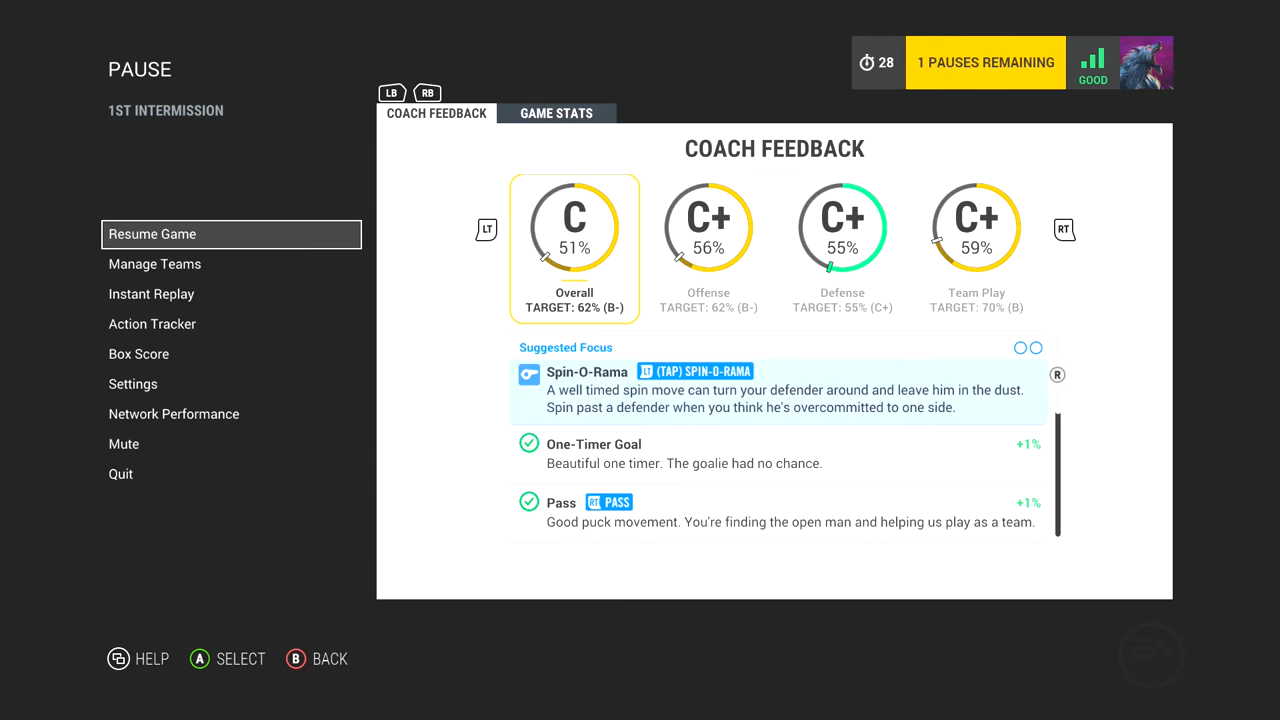 PAUSE
1ST INTERMISSION
28
1 PAUSES REMAINING
GOOD
LB
RB
COACH FEEDBACK
GAME STATS
COACH FEEDBACK
LT
C
51%
Overall
TARGET: 62% (B-)
C+
56%
Offense
TARGET: 62% (B-)
C+
55%
Defense
TARGET: 55% (C+)
C+
59%
Team Play
TARGET: 70% (B)
RT
Resume Game
Manage Teams
Instant Replay
Action Tracker
Box Score
Settings
Network Performance
Mute
Quit
Suggested Focus
Spin-O-Rama LT (TAP) SPIN-O-RAMA
R
A well timed spin move can turn your defender around and leave him in the dust.
Spin past a defender when you think he's overcommitted to one side.
One-Timer Goal +1%
Beautiful one timer. The goalie had no chance.
Pass RT PASS +1%
Good puck movement. You're finding the open man and helping us play as a team.
HELP
A SELECT
B BACK
EA